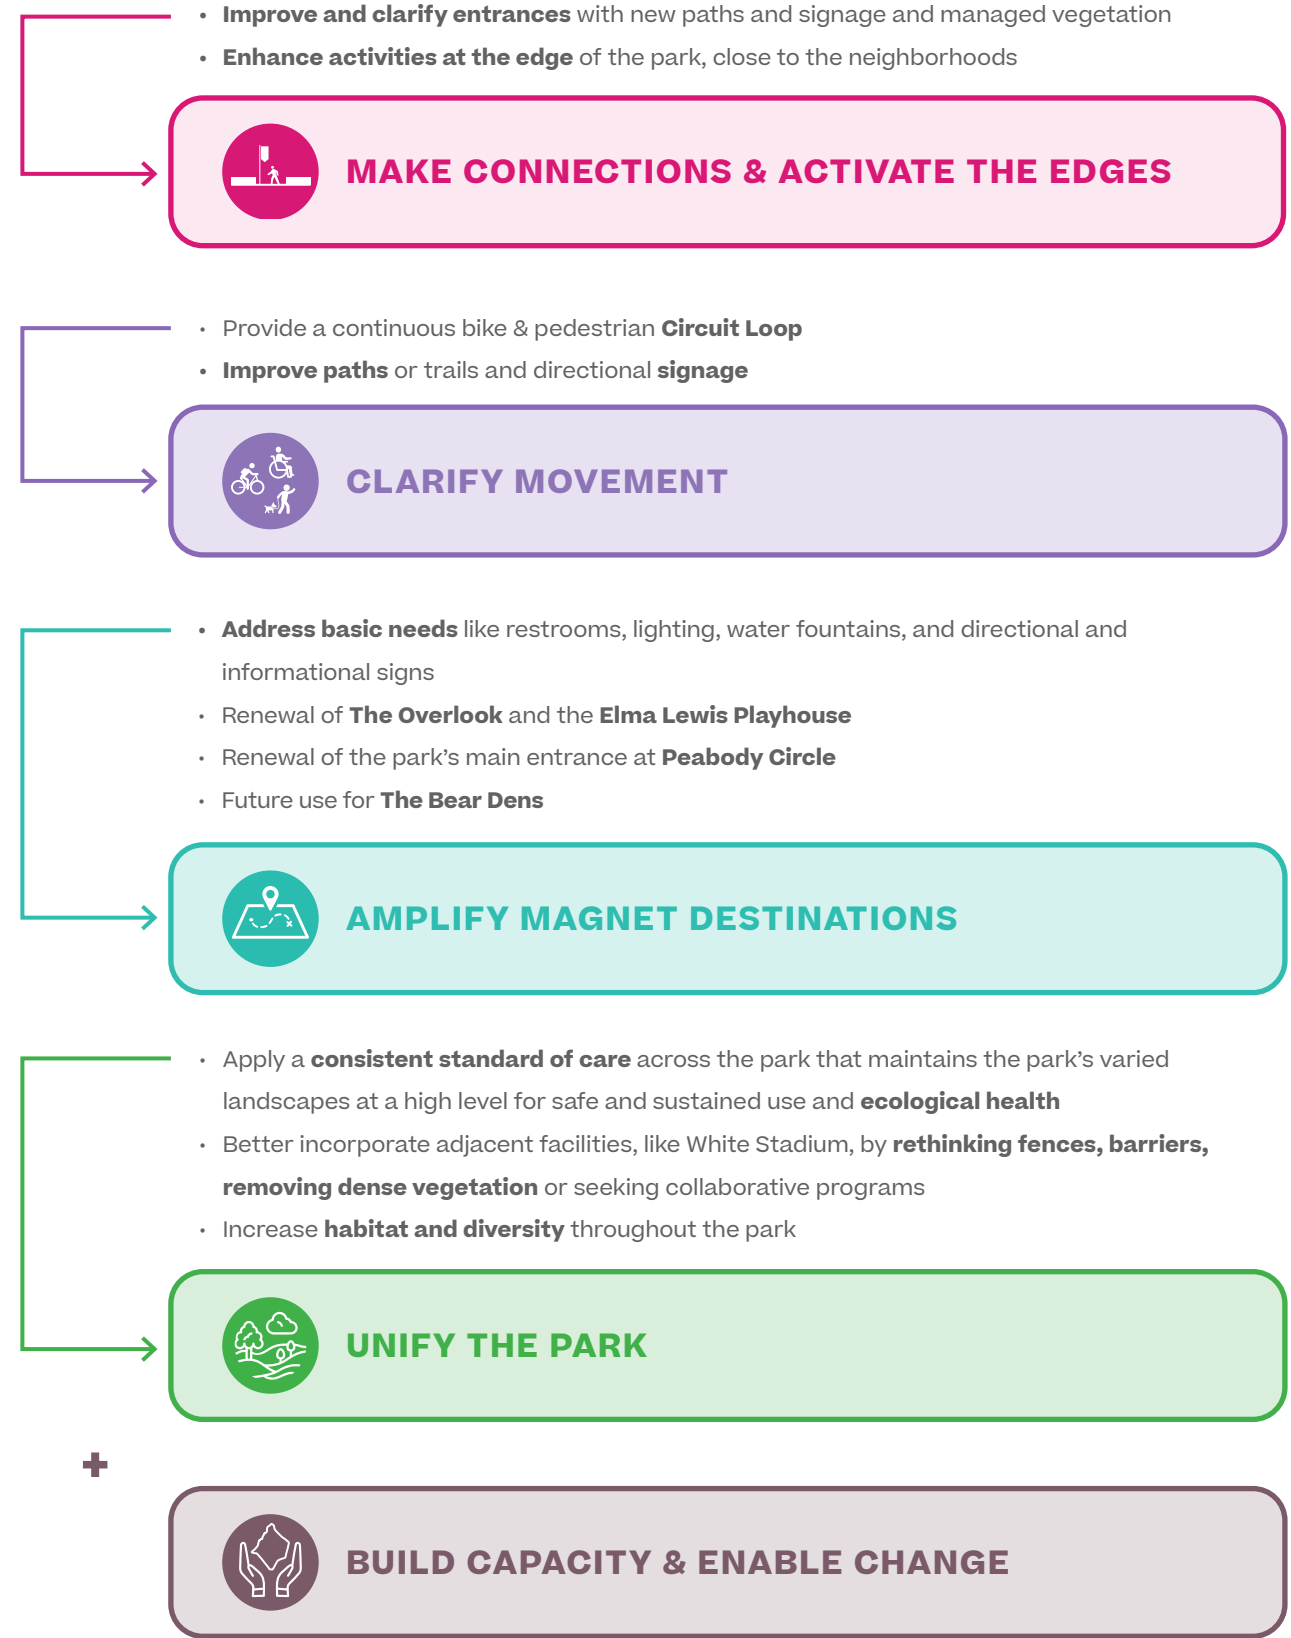 • Improve and clarify entrances with new paths and signage and managed vegetation
• Enhance activities at the edge of the park, close to the neighborhoods
MAKE CONNECTIONS & ACTIVATE THE EDGES
• Provide a continuous bike & pedestrian Circuit Loop
• Improve paths or trails and directional signage
CLARIFY MOVEMENT
• Address basic needs like restrooms, lighting, water fountains, and directional and
informational signs
• Renewal of The Overlook and the Elma Lewis Playhouse
• Renewal of the park’s main entrance at Peabody Circle
• Future use for The Bear Dens
AMPLIFY MAGNET DESTINATIONS
• Apply a consistent standard of care across the park that maintains the park’s varied
landscapes at a high level for safe and sustained use and ecological health
• Better incorporate adjacent facilities, like White Stadium, by rethinking fences, barriers,
removing dense vegetation or seeking collaborative programs
• Increase habitat and diversity throughout the park
UNIFY THE PARK
+
BUILD CAPACITY & ENABLE CHANGE